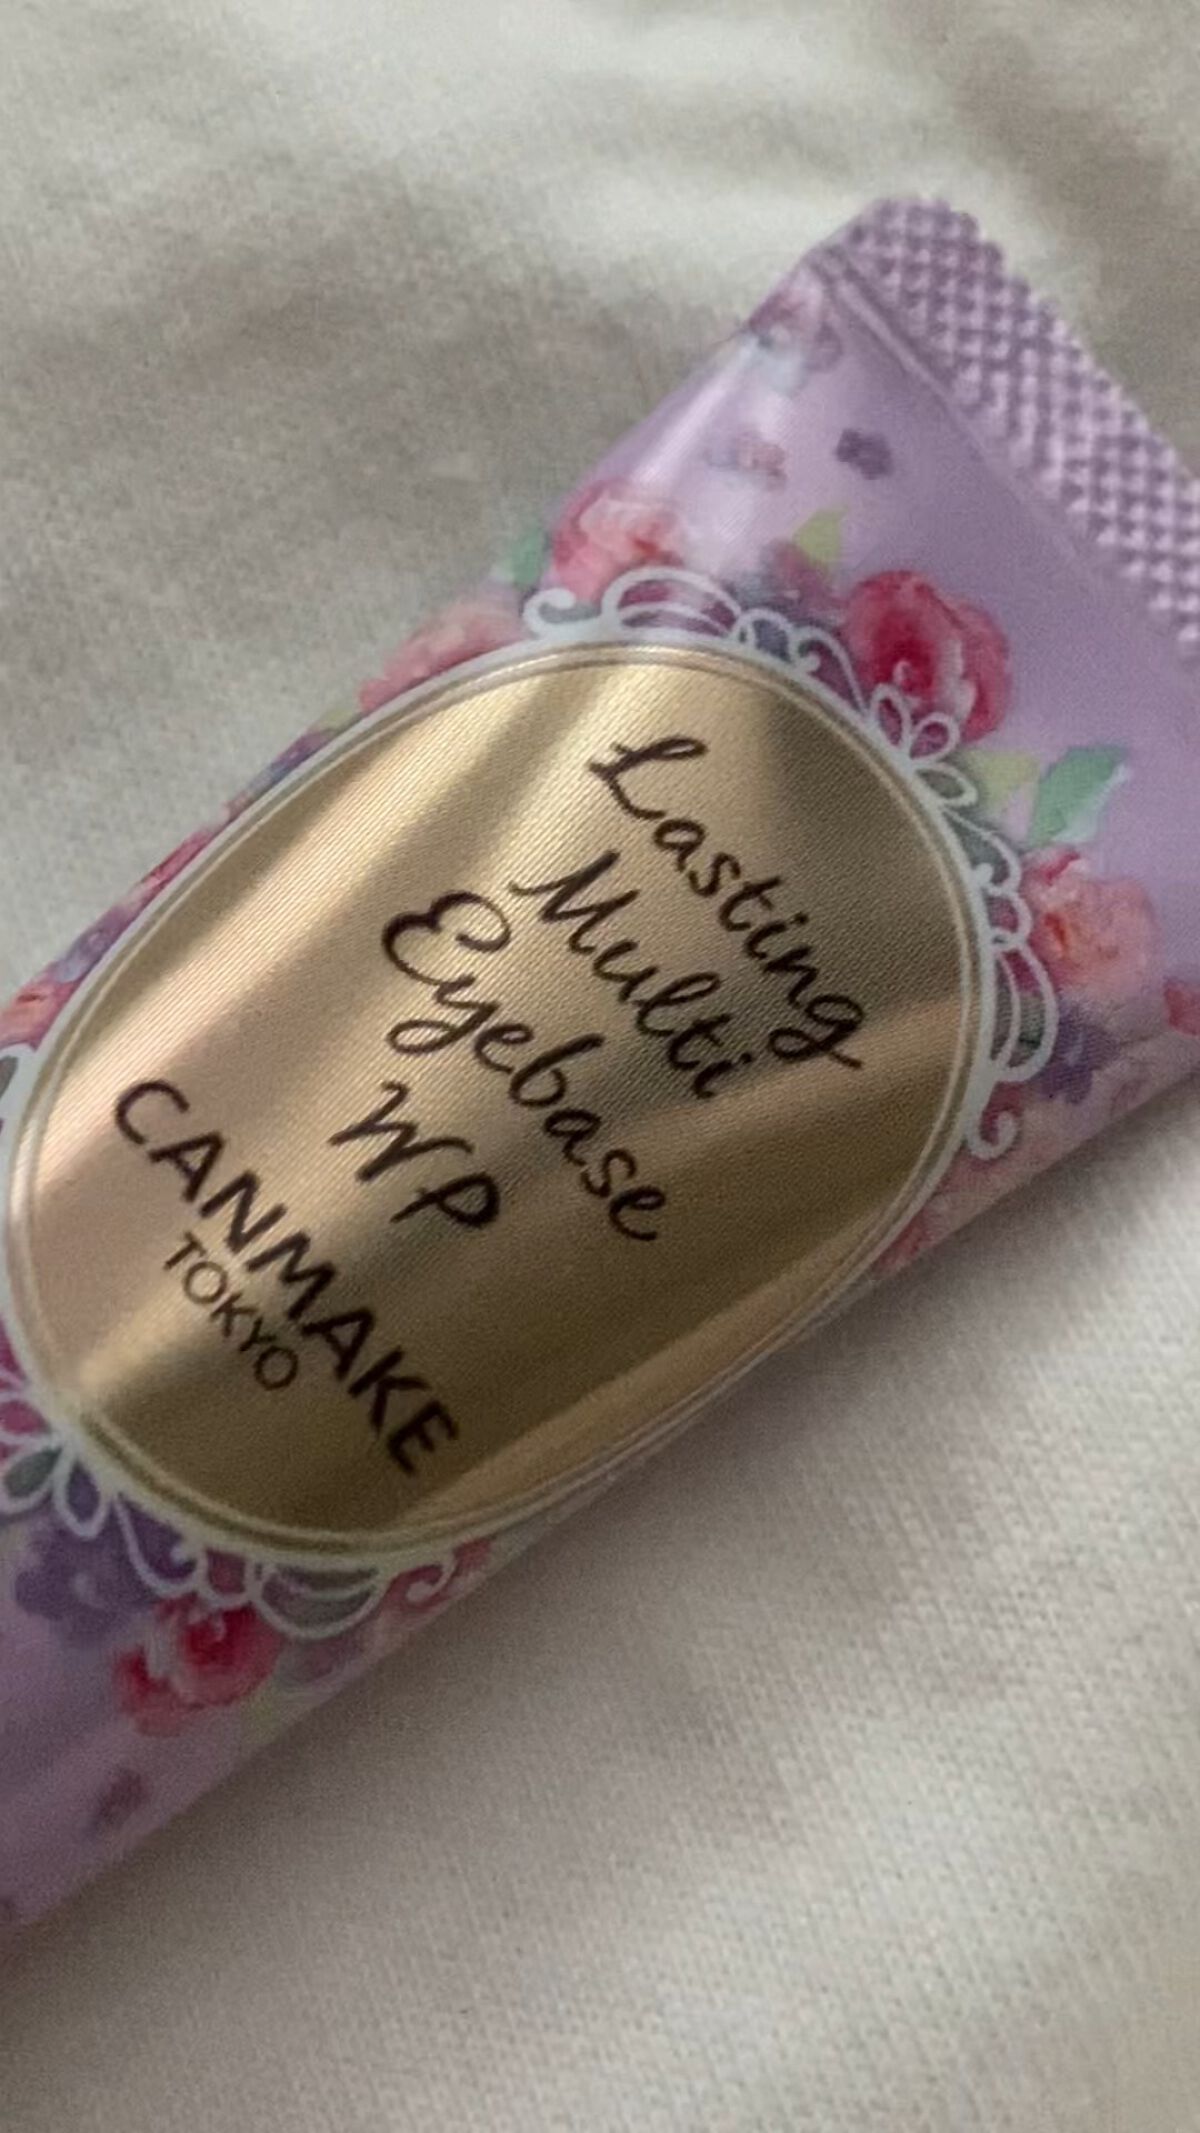 Lasting
Multi
Eyebase
WP
CANMAKE
TOKYO